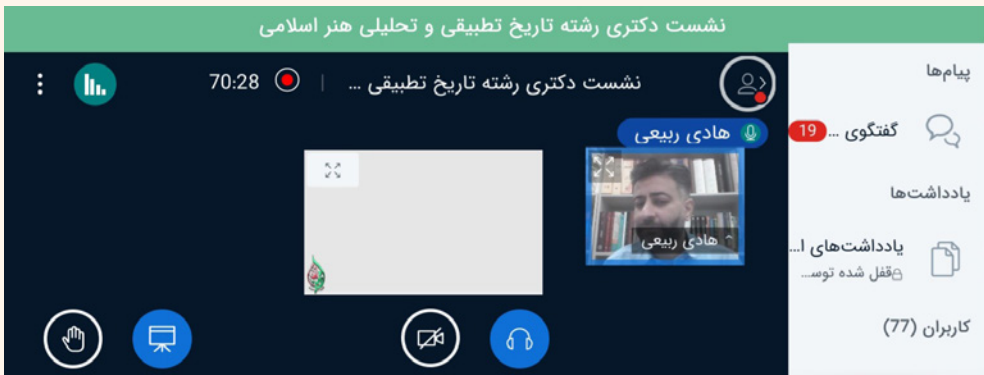 نشست دکتری رشته تاریخ تطبیقی و تحلیلی هنر اسلامی
پیام‌ها
گفتگوی ... 19
یادداشت‌ها
یادداشت‌های ا...
قفل شده توسـ...
کاربران (77)
نشست دکتری رشته تاریخ تطبیقی ... | 70:28
هادی ربیعی
هادی ربیعی